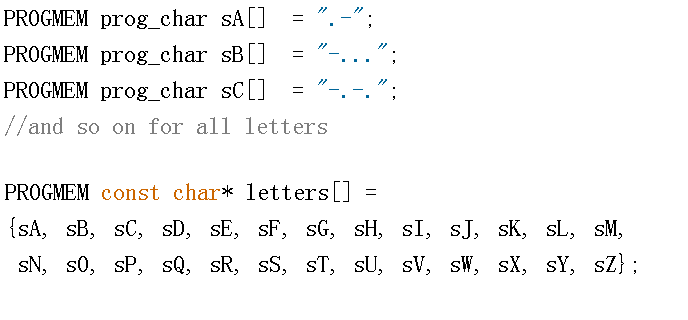 PROGMEM prog_char sA[]  = ".-";
PROGMEM prog_char sB[]  = "-...";
PROGMEM prog_char sC[]  = "-.-.";
//and so on for all letters
PROGMEM const char* letters[] =
{sA, sB, sC, sD, sE, sF, sG, sH, sI, sJ, sK, sL, sM,
sN, sO, sP, sQ, sR, sS, sT, sU, sV, sW, sX, sY, sZ};